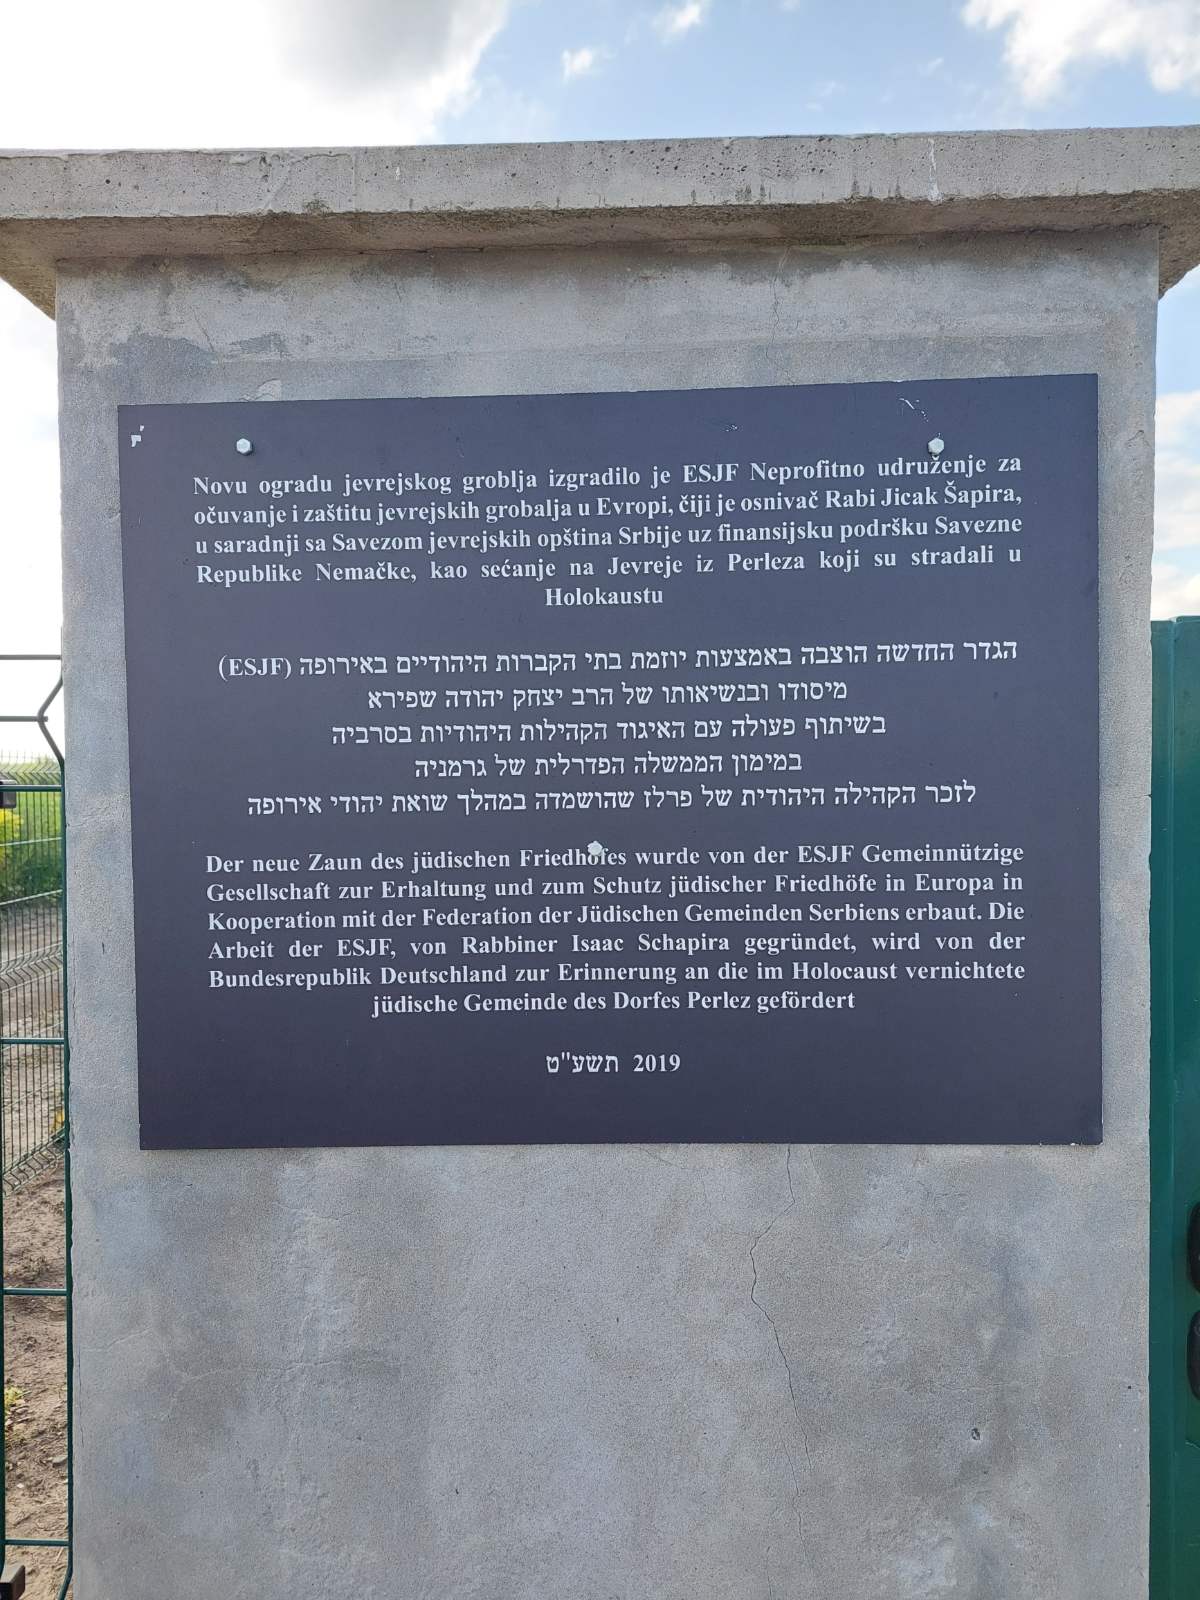 Novu ogradu jevrejskog groblja izgradilo je ESJF Neprofitno udruženje za
očuvanje i zaštitu jevrejskih grobalja u Evropi, čiji je osnivač Rabi Jicak Šapira,
u saradnji sa Savezom jevrejskih opština Srbije uz finansijsku podršku Savezne
Republike Nemačke, kao sećanje na Jevreje iz Perleza koji su stradali u
Holokaustu
הגדר החדשה הוצבה באמצעות יוזמת בתי הקברות היהודיים באירופה (ESJF)
מיסודו ובנשיאותו של הרב יצחק יהודה שפירא
בשיתוף פעולה עם האיגוד הקהילות היהודיות בסרביה
במימון הממשלה הפדרלית של גרמניה
לזכר הקהילה היהודית של פרלז שהושמדה במהלך שואת יהודי אירופה
Der neue Zaun des jüdischen Friedhofes wurde von der ESJF Gemeinnützige
Gesellschaft zur Erhaltung und zum Schutz jüdischer Friedhöfe in Europa in
Kooperation mit der Federation der Jüdischen Gemeinden Serbiens erbaut. Die
Arbeit der ESJF, von Rabbiner Isaac Schapira gegründet, wird von der
Bundesrepublik Deutschland zur Erinnerung an die im Holocaust vernichtete
jüdische Gemeinde des Dorfes Perlez gefördert
תשע"ט 2019